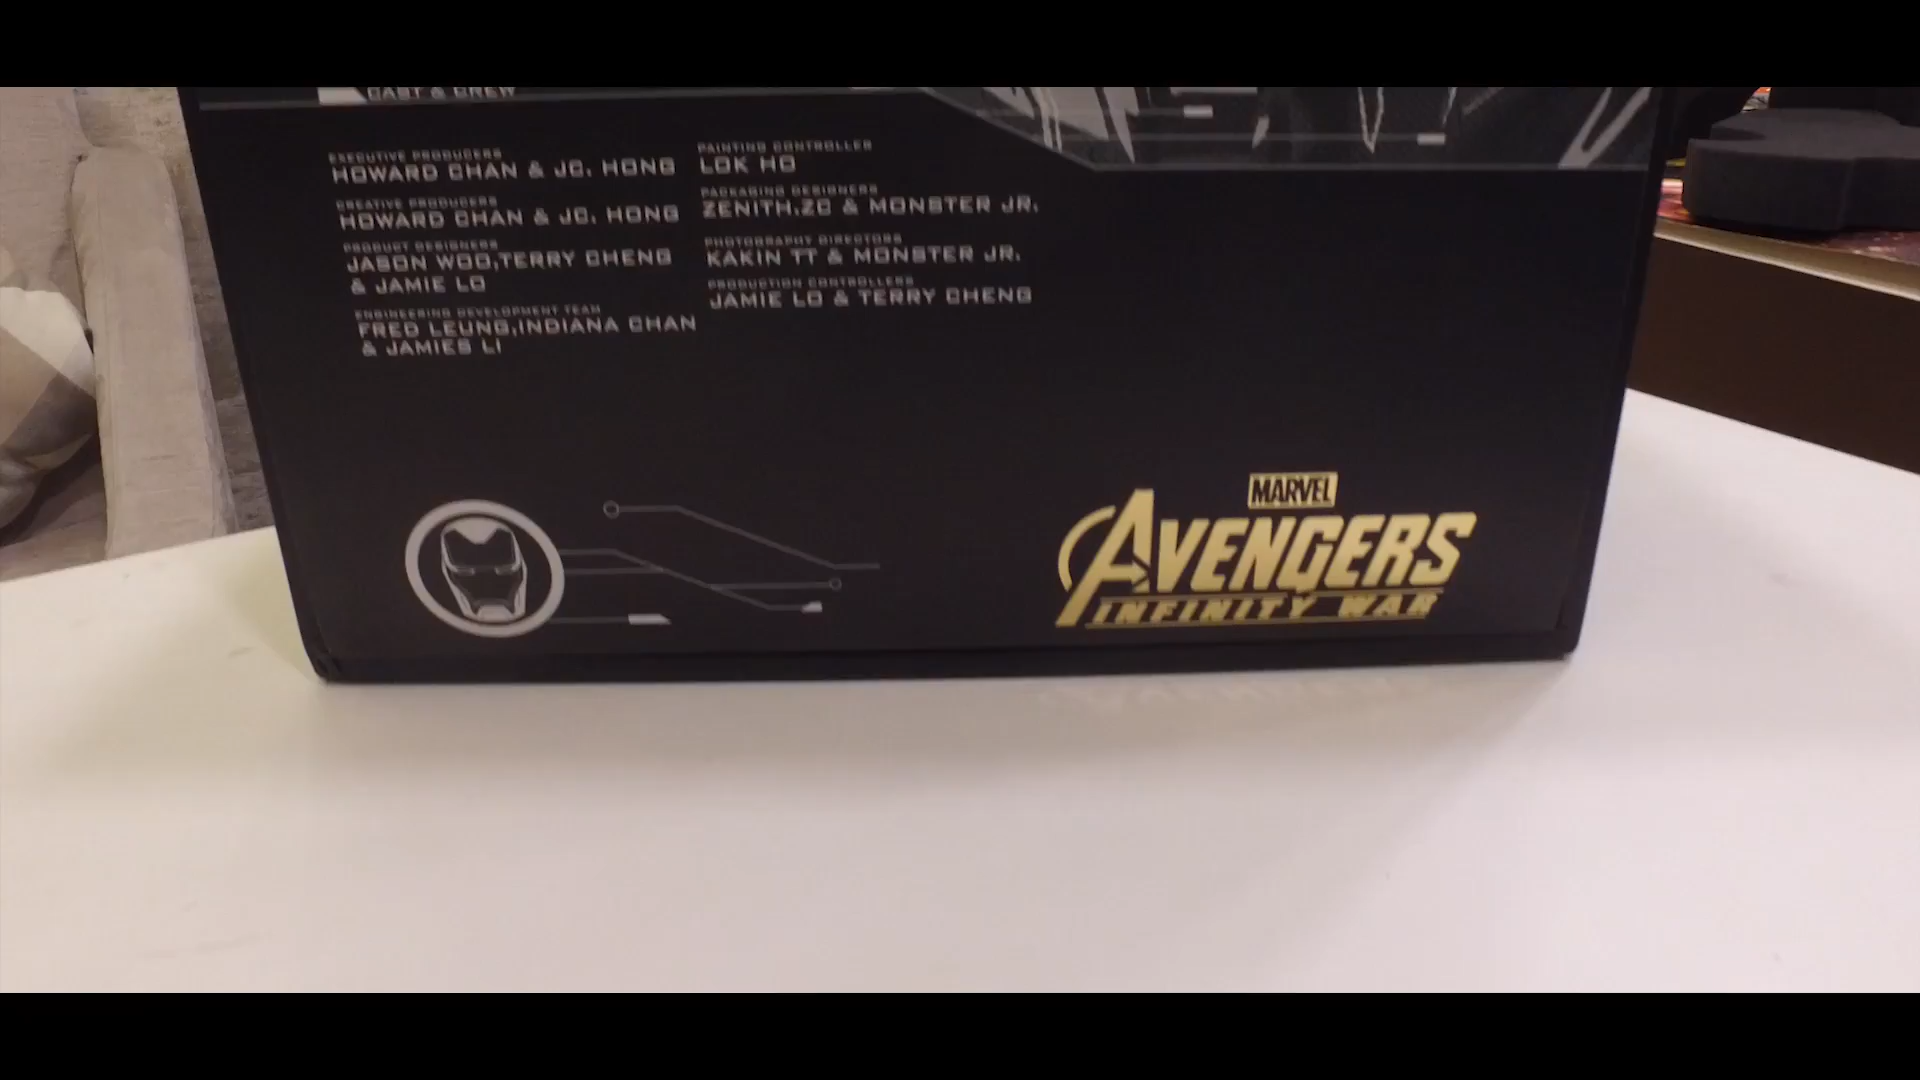 CAST & CREW
EXECUTIVE PRODUCERS
HOWARD CHAN & JC. HONG
CREATIVE PRODUCERS
HOWARD CHAN & JC. HONG
PRODUCT DESIGNERS
JASON WOO,TERRY CHENG
& JAMIE LO
ENGINEERING DEVELOPMENT TEAM
FRED LEUNG,INDIANA CHAN
& JAMIES LI
PAINTING CONTROLLER
LOK HO
PACKAGING DESIGNERS
ZENITH.ZC & MONSTER JR.
PHOTOGRAPHY DIRECTORS
KAKIN TT & MONSTER JR.
PRODUCTION CONTROLLERS
JAMIE LO & TERRY CHENG
MARVEL
AVENGERS
INFINITY WAR